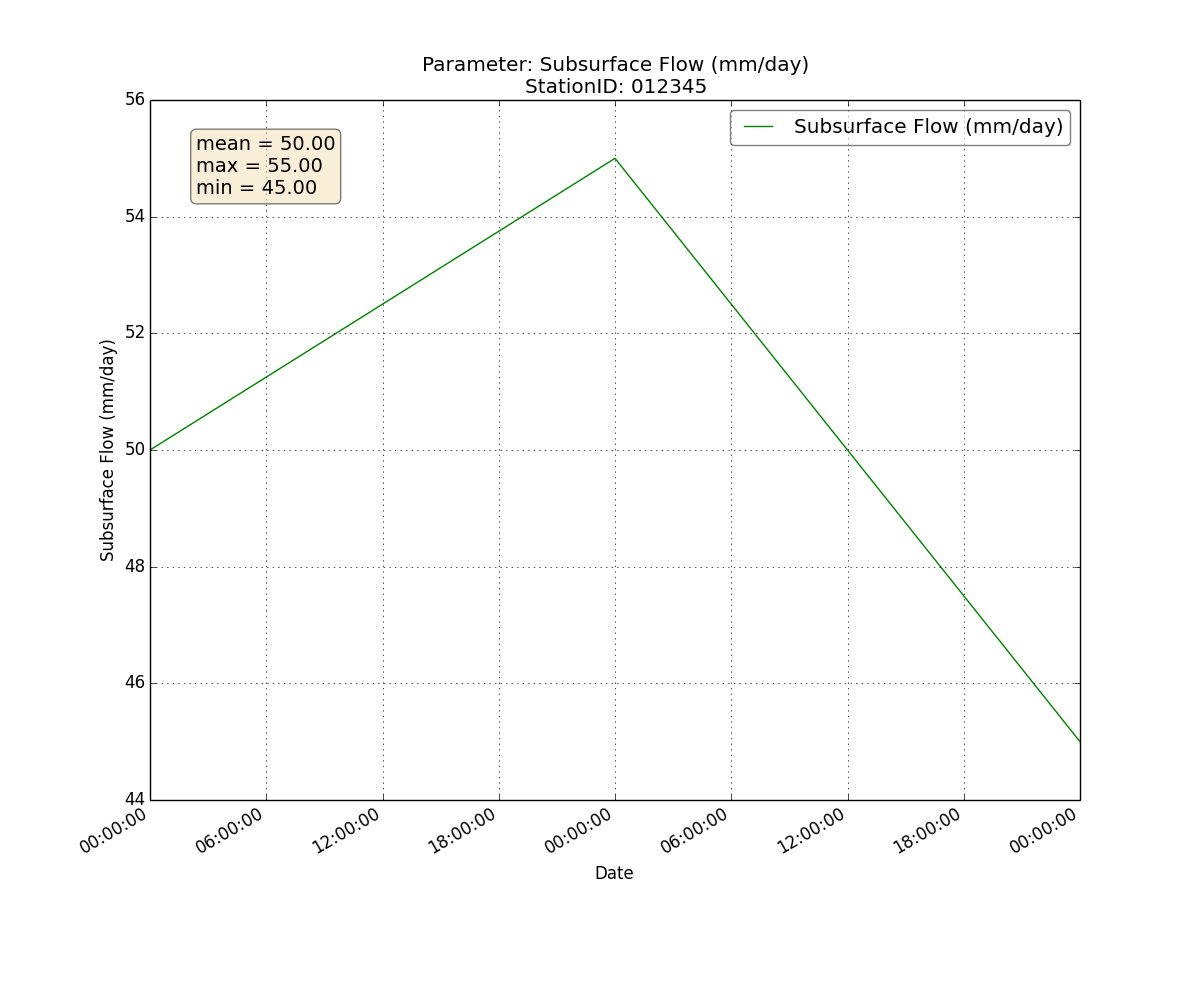 Parameter: Subsurface Flow (mm/day)
StationID: 012345
Subsurface Flow (mm/day)
mean = 50.00
max = 55.00
min = 45.00
56
54
52
50
48
46
44
Subsurface Flow (mm/day)
00:00:00
06:00:00
12:00:00
18:00:00
00:00:00
06:00:00
12:00:00
18:00:00
00:00:00
Date